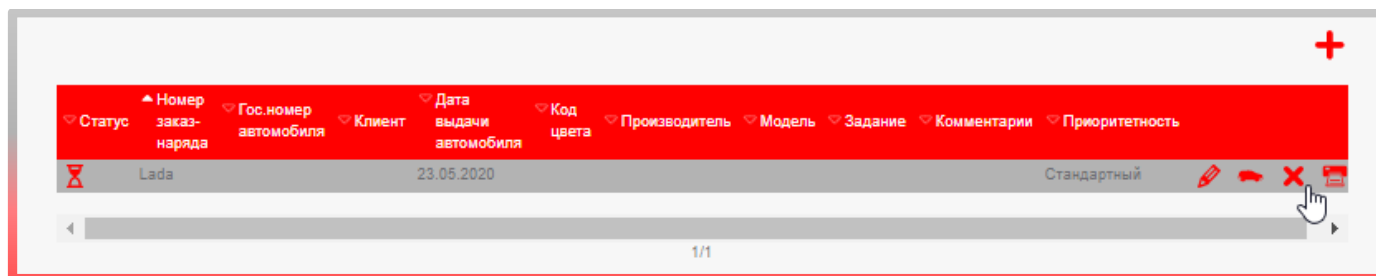 Статус
Номер
заказ-
наряда
Гос.номер
автомобиля
Клиент
Дата
выдачи
автомобиля
Код
цвета
Производитель
Модель
Задание
Комментарии
Приоритетность
Lada
23.05.2020
Стандартный
1/1